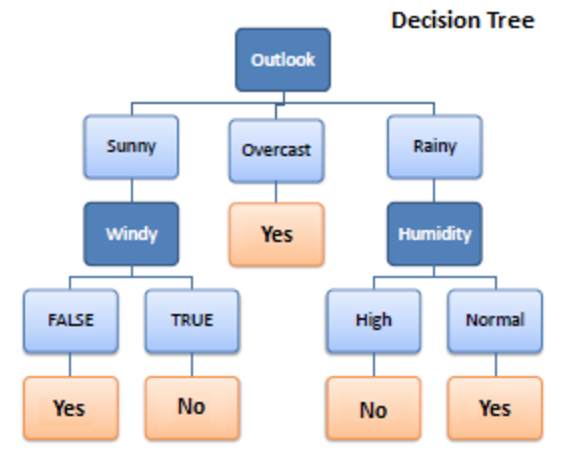 Decision Tree
Outlook
Sunny
Overcast
Rainy
Windy
Yes
Humidity
FALSE
TRUE
High
Normal
Yes
No
No
Yes